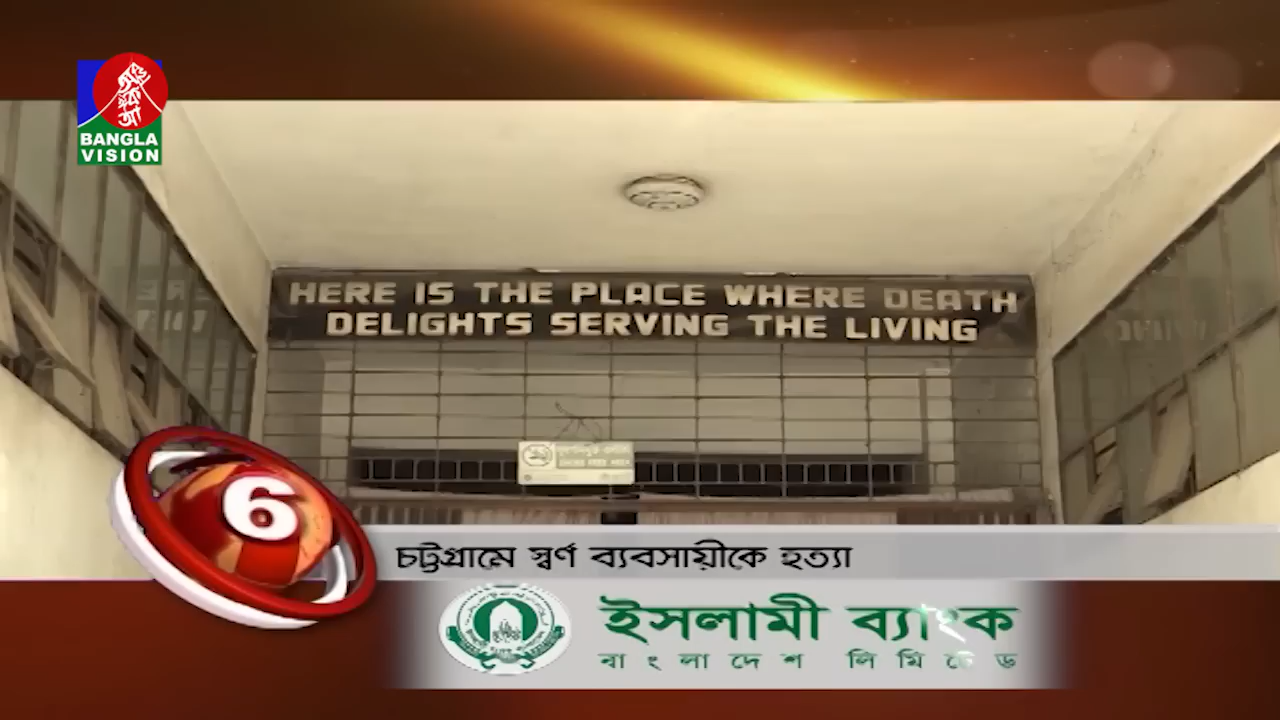 BANGLA
VISION
HERE IS THE PLACE WHERE DEATH
DELIGHTS SERVING THE LIVING
6
চট্টগ্রামে স্বর্ণ ব্যবসায়ীকে হত্যা
ইসলামী ব্যাংক
বাংলাদেশ লিমিটেড